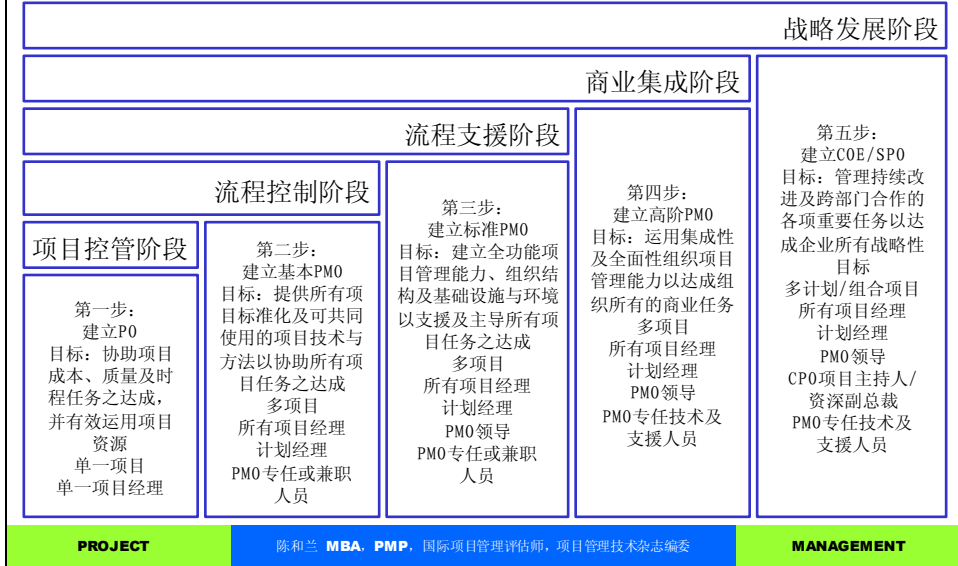 战略发展阶段
商业集成阶段
流程支援阶段
流程控制阶段
项目控管阶段
第一步：
建立PO
目标：协助项目
成本、质量及时
程任务之达成，
并有效运用项目
资源
单一项目
单一项目经理
第二步：
建立基本PMO
目标：提供所有项
目标准化及可共同
使用的项目技术与
方法以协助所有项
目任务之达成
多项目
所有项目经理
计划经理
PMO专任或兼职
人员
第三步：
建立标准PMO
目标：建立全功能项
目管理能力、组织结
构及基础设施与环境
以支援及主导所有项
目任务之达成
多项目
所有项目经理
计划经理
PMO领导
PMO专任或兼职
人员
第四步：
建立高阶PMO
目标：运用集成性
及全面性组织项目
管理能力以达成组
织所有的商业任务
多项目
所有项目经理
计划经理
PMO领导
PMO专任技术及
支援人员
第五步：
建立COE/SPO
目标：管理持续改
进及跨部门合作的
各项重要任务以达
成企业所有战略性
目标
多计划/组合项目
所有项目经理
计划经理
PMO领导
CPO项目主持人/
资深副总裁
PMO专任技术及
支援人员
PROJECT
陈和兰 MBA，PMP，国际项目管理评估师，项目管理技术杂志编委
MANAGEMENT